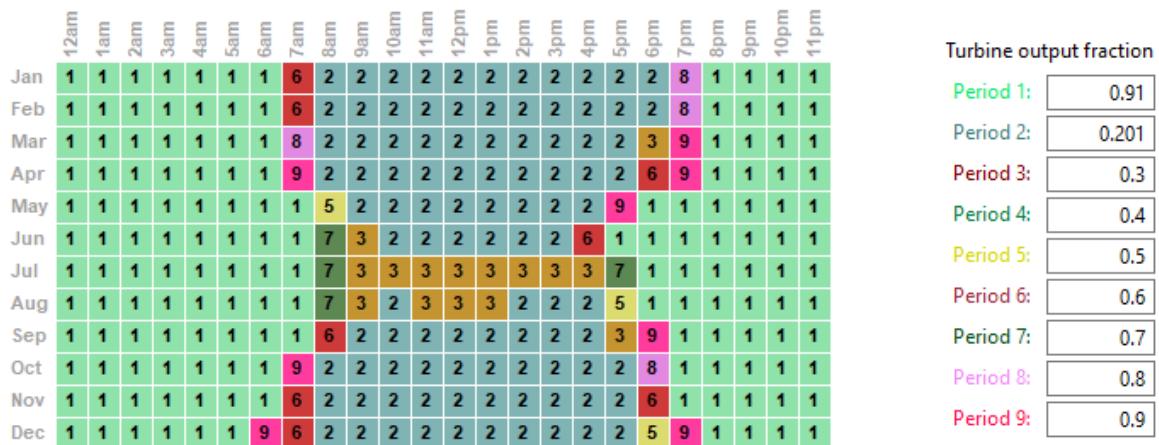 12am 1am 2am 3am 4am 5am 6am 7am 8am 9am 10am 11am 12pm 1pm 2pm 3pm 4pm 5pm 6pm 7pm 8pm 9pm 10pm 11pm
Jan 1 1 1 1 1 1 1 6 2 2 2 2 2 2 2 2 2 2 2 8 1 1 1 1
Feb 1 1 1 1 1 1 1 6 2 2 2 2 2 2 2 2 2 2 2 8 1 1 1 1
Mar 1 1 1 1 1 1 1 8 2 2 2 2 2 2 2 2 2 2 3 9 1 1 1 1
Apr 1 1 1 1 1 1 1 9 2 2 2 2 2 2 2 2 2 2 6 9 1 1 1 1
May 1 1 1 1 1 1 1 1 5 2 2 2 2 2 2 2 2 9 1 1 1 1 1 1
Jun 1 1 1 1 1 1 1 1 7 3 2 2 2 2 2 2 6 1 1 1 1 1 1 1
Jul 1 1 1 1 1 1 1 1 7 3 3 3 3 3 3 3 3 7 1 1 1 1 1 1
Aug 1 1 1 1 1 1 1 1 7 3 2 3 3 3 2 2 2 5 1 1 1 1 1 1
Sep 1 1 1 1 1 1 1 1 6 2 2 2 2 2 2 2 2 3 9 1 1 1 1 1
Oct 1 1 1 1 1 1 1 9 2 2 2 2 2 2 2 2 2 2 8 1 1 1 1 1
Nov 1 1 1 1 1 1 1 6 2 2 2 2 2 2 2 2 2 2 6 1 1 1 1 1
Dec 1 1 1 1 1 1 9 6 2 2 2 2 2 2 2 2 2 2 5 9 1 1 1 1
Turbine output fraction
Period 1: 0.91
Period 2: 0.201
Period 3: 0.3
Period 4: 0.4
Period 5: 0.5
Period 6: 0.6
Period 7: 0.7
Period 8: 0.8
Period 9: 0.9